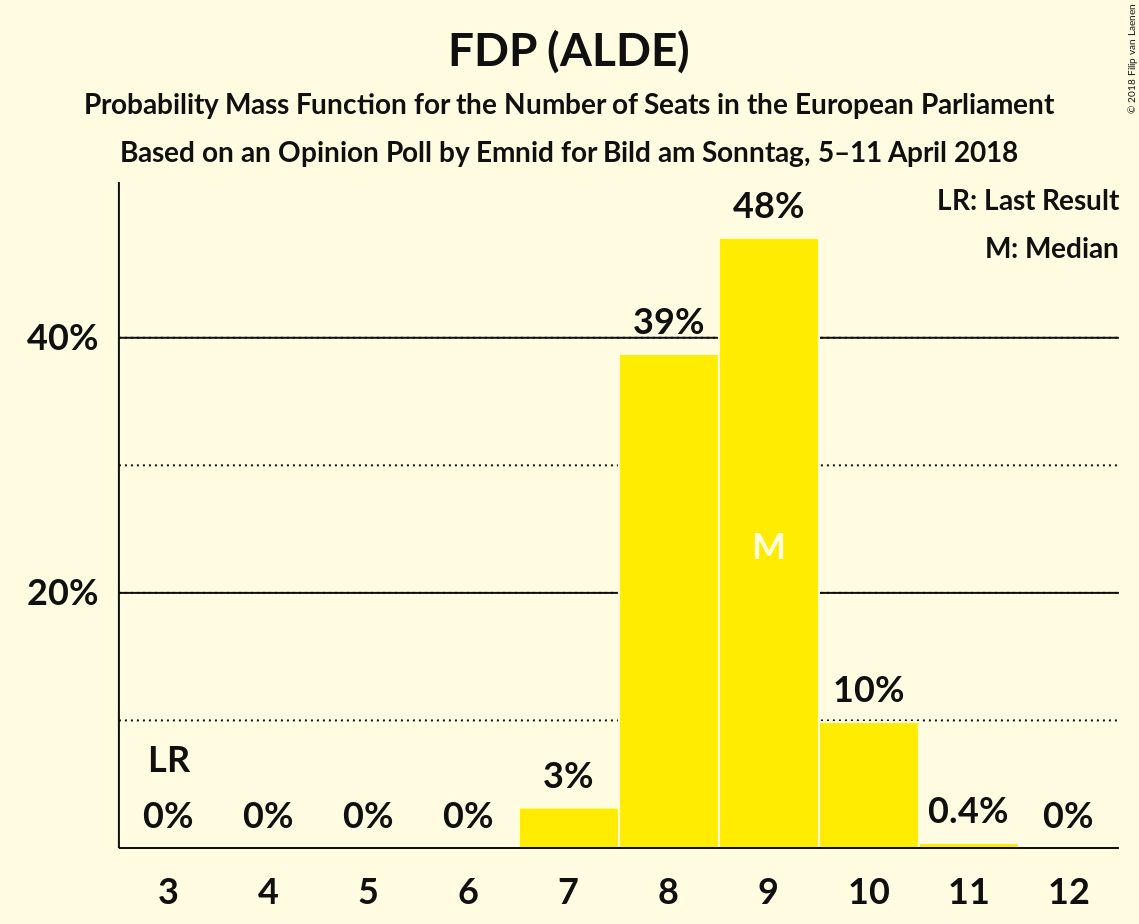 FDP (ALDE)
Probability Mass Function for the Number of Seats in the European Parliament
Based on an Opinion Poll by Emnid for Bild am Sonntag, 5–11 April 2018
© 2018 Filip van Laenen
LR: Last Result
M: Median
48%
39%
40%
M
20%
10%
LR
3%
0% 0% 0% 0% 0.4% 0%
3 4 5 6 7 8 9 10 11 12